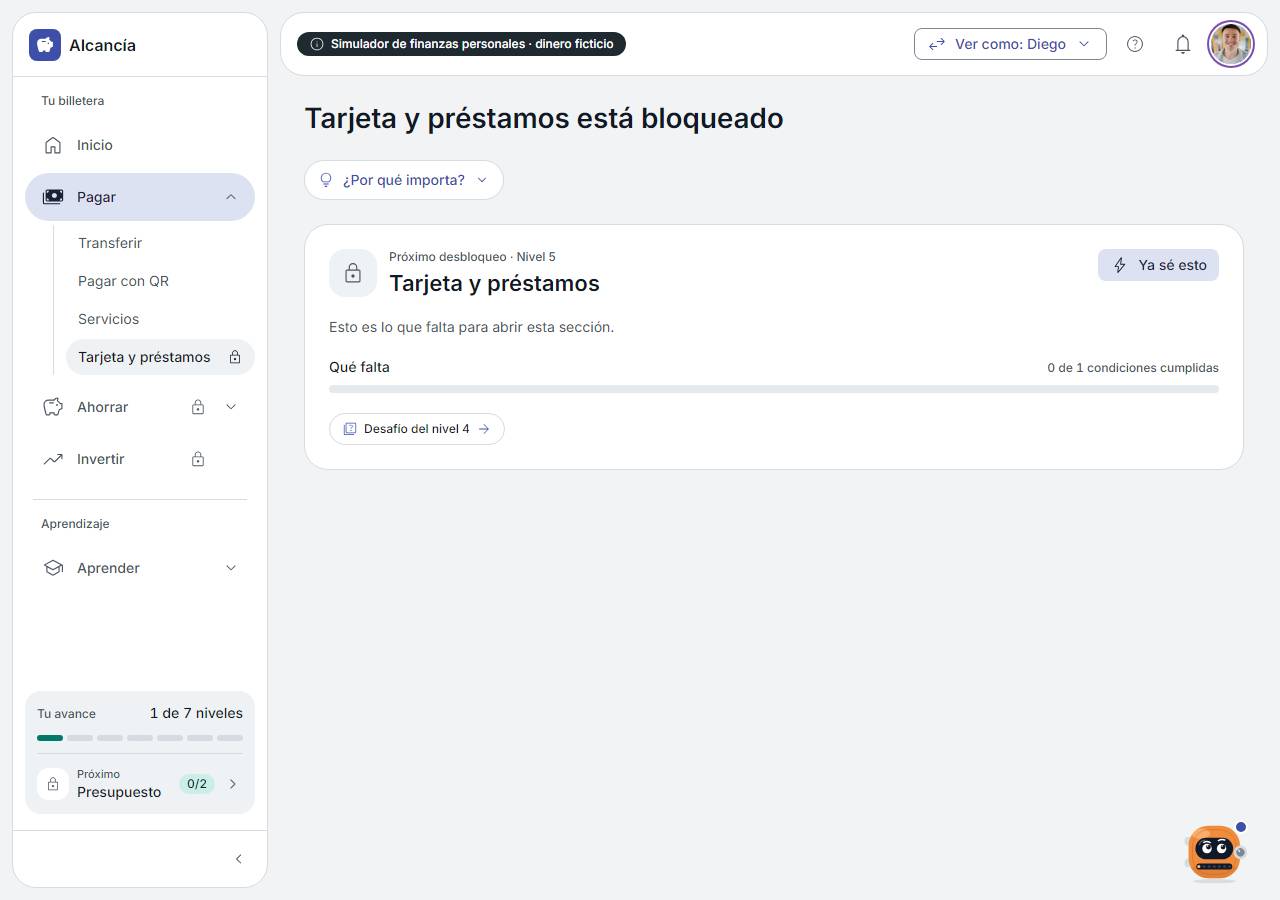 Alcancía
Simulador de finanzas personales · dinero ficticio
Ver como: Diego
Tu billetera
Inicio
Pagar
Transferir
Pagar con QR
Servicios
Tarjeta y préstamos
Ahorrar
Invertir
Aprendizaje
Aprender
Tu avance
1 de 7 niveles
Próximo
Presupuesto
0/2
Tarjeta y préstamos está bloqueado
¿Por qué importa?
Próximo desbloqueo · Nivel 5
Tarjeta y préstamos
Ya sé esto
Esto es lo que falta para abrir esta sección.
Qué falta
0 de 1 condiciones cumplidas
Desafío del nivel 4